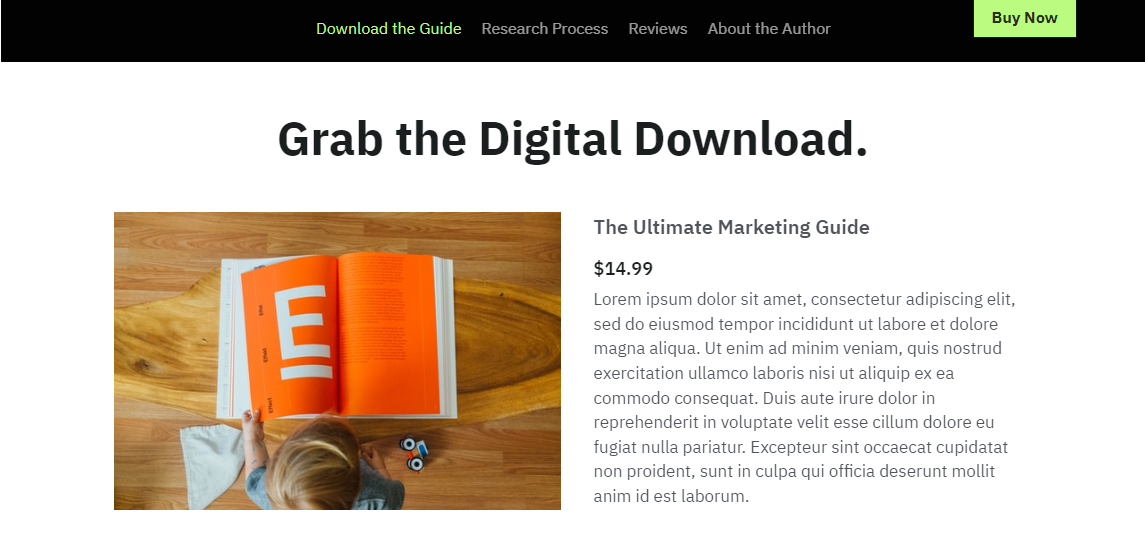 Download the Guide Research Process Reviews About the Author Buy Now
Grab the Digital Download.
E
The Ultimate Marketing Guide
$14.99
Lorem ipsum dolor sit amet, consectetur adipiscing elit,
sed do eiusmod tempor incididunt ut labore et dolore
magna aliqua. Ut enim ad minim veniam, quis nostrud
exercitation ullamco laboris nisi ut aliquip ex ea
commodo consequat. Duis aute irure dolor in
reprehenderit in voluptate velit esse cillum dolore eu
fugiat nulla pariatur. Excepteur sint occaecat cupidatat
non proident, sunt in culpa qui officia deserunt mollit
anim id est laborum.